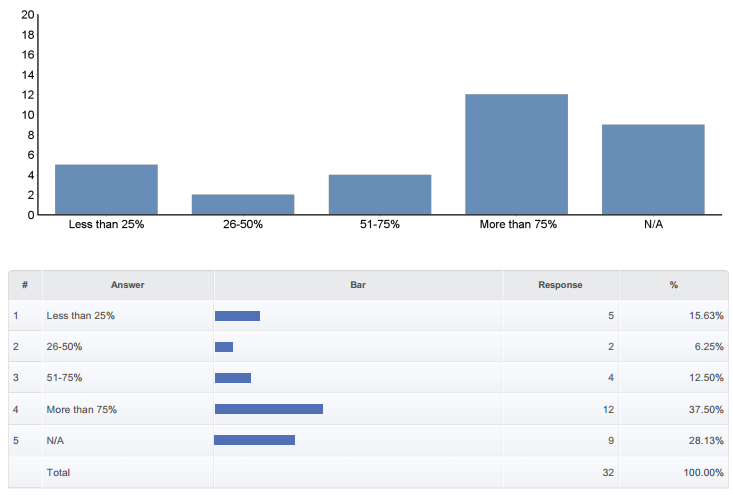 20
18
16
14
12
10
8
6
4
2
0
Less than 25% 26-50% 51-75% More than 75% N/A
# Answer Bar Response %
1 Less than 25% 5 15.63%
2 26-50% 2 6.25%
3 51-75% 4 12.50%
4 More than 75% 12 37.50%
5 N/A 9 28.13%
Total 32 100.00%